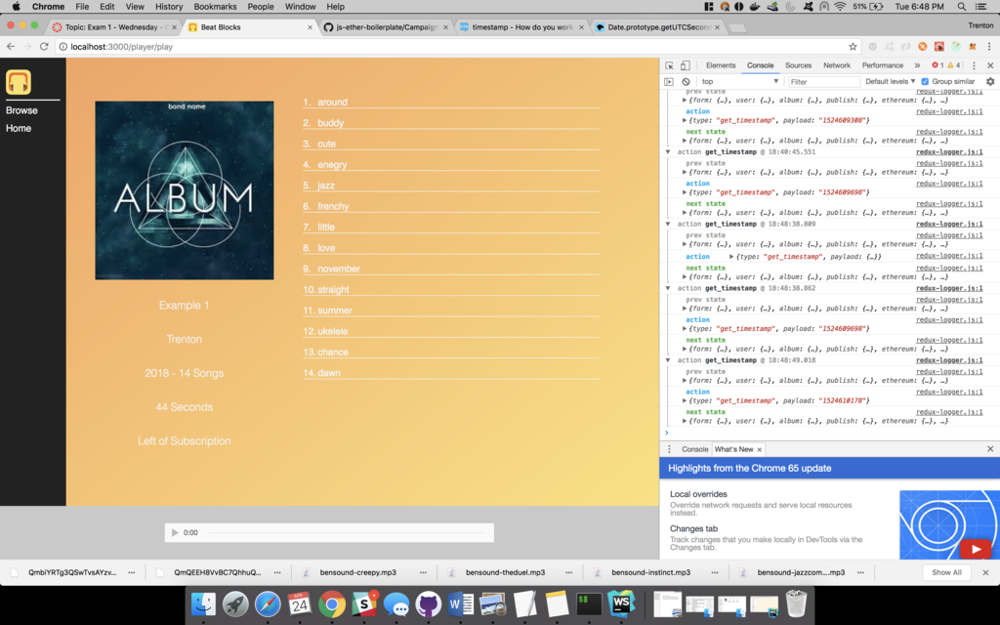 Chrome File Edit View History Bookmarks People Window Help 51% Tue 6:48 PM
Topic: Exam 1 - Wednesday - C Beat Blocks js-ether-boilerplate/Campaign timestamp - How do you work Date.prototype.getUTCSecon Trenton
localhost:3000/player/play
Browse
Home
band name
ALBUM
Example 1
Trenton
2018 - 14 Songs
44 Seconds
Left of Subscription
1. around
2. buddy
3. cute
4. enegry
5. jazz
6. frenchy
7. little
8. love
9. november
10. straight
11. summer
12. ukelele
13. chance
14. dawn
0:00
Elements Console Sources Network Performance » 1 4
top Filter Default levels Group similar
prev state redux-logger.js:1
{form: {…}, user: {…}, album: {…}, publish: {…}, ethereum: {…}, …}
action redux-logger.js:1
{type: "get_timestamp", payload: "1524609308"}
next state redux-logger.js:1
{form: {…}, user: {…}, album: {…}, publish: {…}, ethereum: {…}, …}
action get_timestamp @ 18:40:45.551 redux-logger.js:1
prev state redux-logger.js:1
{form: {…}, user: {…}, album: {…}, publish: {…}, ethereum: {…}, …}
action redux-logger.js:1
{type: "get_timestamp", payload: "1524609698"}
next state redux-logger.js:1
{form: {…}, user: {…}, album: {…}, publish: {…}, ethereum: {…}, …}
action get_timestamp @ 18:48:38.809 redux-logger.js:1
prev state redux-logger.js:1
{form: {…}, user: {…}, album: {…}, publish: {…}, ethereum: {…}, …}
action {type: "get_timestamp", paylaod: {…}} redux-logger.js:1
next state redux-logger.js:1
{form: {…}, user: {…}, album: {…}, publish: {…}, ethereum: {…}, …}
action get_timestamp @ 18:48:38.862 redux-logger.js:1
prev state redux-logger.js:1
{form: {…}, user: {…}, album: {…}, publish: {…}, ethereum: {…}, …}
action redux-logger.js:1
{type: "get_timestamp", payload: "1524609698"}
next state redux-logger.js:1
{form: {…}, user: {…}, album: {…}, publish: {…}, ethereum: {…}, …}
action get_timestamp @ 18:48:49.018 redux-logger.js:1
prev state redux-logger.js:1
{form: {…}, user: {…}, album: {…}, publish: {…}, ethereum: {…}, …}
action redux-logger.js:1
{type: "get_timestamp", payload: "1524610178"}
next state redux-logger.js:1
{form: {…}, user: {…}, album: {…}, publish: {…}, ethereum: {…}, …}
Console What's New
Highlights from the Chrome 65 update
Local overrides
Override network requests and serve local resources
instead.
Changes tab
Track changes that you make locally in DevTools via the
Changes tab.
QmbiYRTg3QSwTvsAYzv... QmQEEH8VvBC7QhhuQ... bensound-creepy.mp3 bensound-theduel.mp3 bensound-instinct.mp3 bensound-jazzcom....mp3 Show All
APR
24
WS